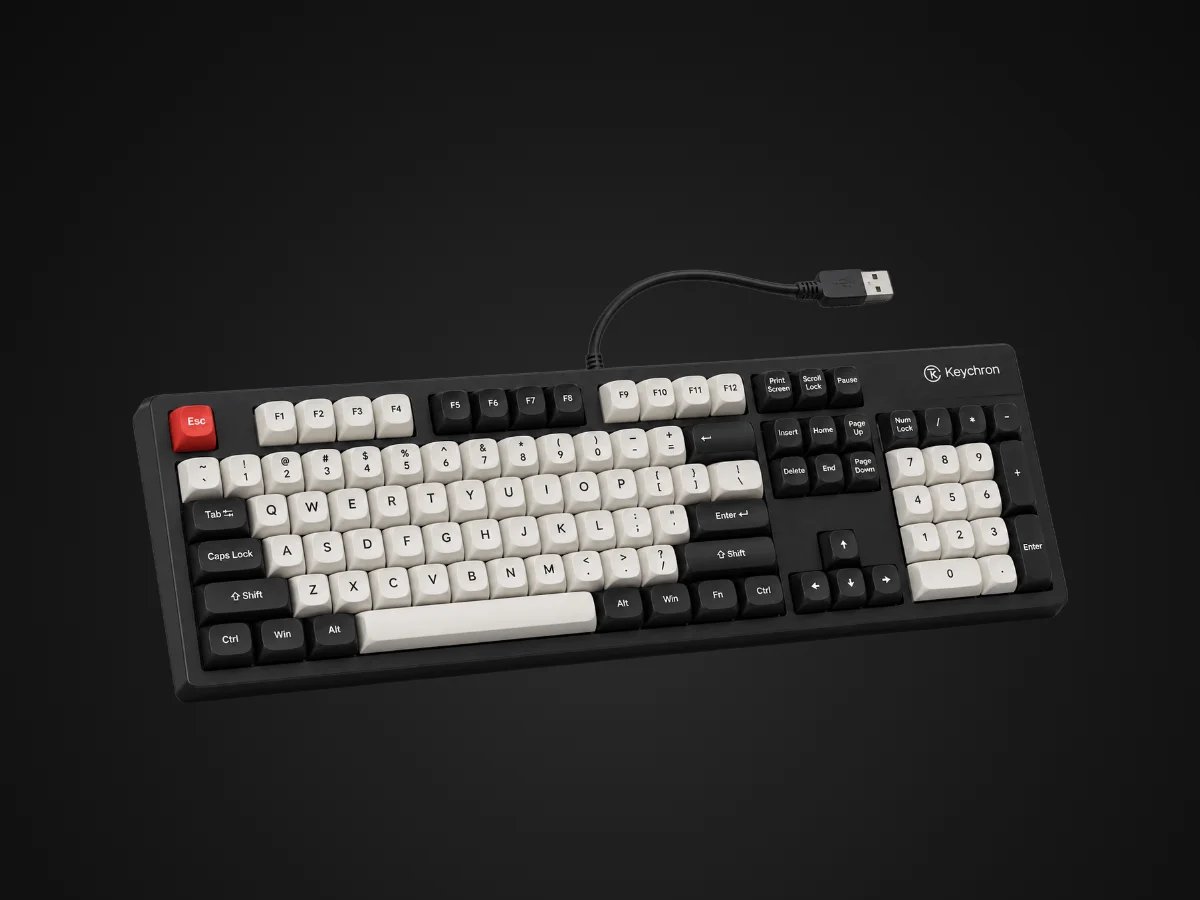 Keychron
Esc F1 F2 F3 F4 F5 F6 F7 F8 F9 F10 F11 F12 Print Screen Scroll Lock Pause
~ ` ! 1 @ 2 # 3 $ 4 % 5 ^ 6 & 7 * 8 ( 9 ) 0 – - + = ← Insert Home Page Up Num Lock / * -
Tab Q W E R T Y U I O P { [ } ] | \ Delete End Page Down 7 8 9 +
Caps Lock A S D F G H J K L : ; " ' Enter ↵ 4 5 6
⇧ Shift Z X C V B N M < . > . ? / ⇧ Shift ↑ 1 2 3 Enter
Ctrl Win Alt Alt Win Fn Ctrl ← ↓ → 0 .